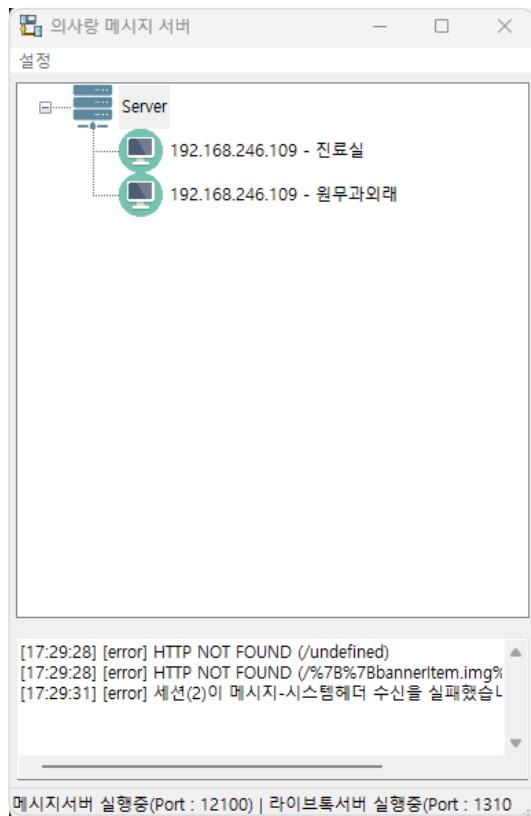 의사랑 메시지 서버
설정
Server
192.168.246.109 - 진료실
192.168.246.109 - 원무과외래
[17:29:28] [error] HTTP NOT FOUND (/undefined)
[17:29:28] [error] HTTP NOT FOUND (/%7B%7BbannerItem.img%
[17:29:31] [error] 세션(2)이 메시지-시스템헤더 수신을 실패했습니
메시지서버 실행중(Port : 12100) | 라이브톡서버 실행중(Port : 1310